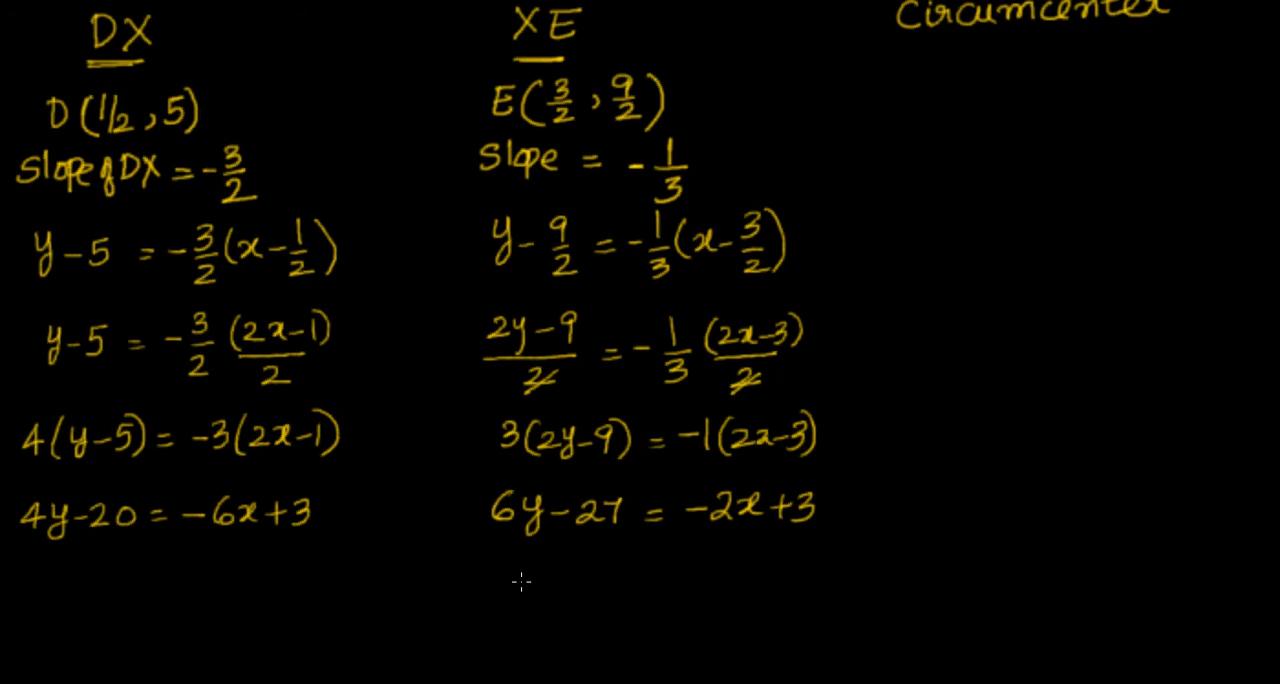 DX
D(1/2, 5)
Slope of DX = -3/2
y-5 = -3/2(x-1/2)
y-5 = -3/2 (2x-1)/2
4(y-5) = -3(2x-1)
4y-20 = -6x+3
XE
E(3/2, 9/2)
Slope = -1/3
y-9/2 = -1/3(x-3/2)
(2y-9)/2 = -1/3 (2x-3)/2
3(2y-9) = -1(2x-3)
6y-27 = -2x+3
Circumcenter